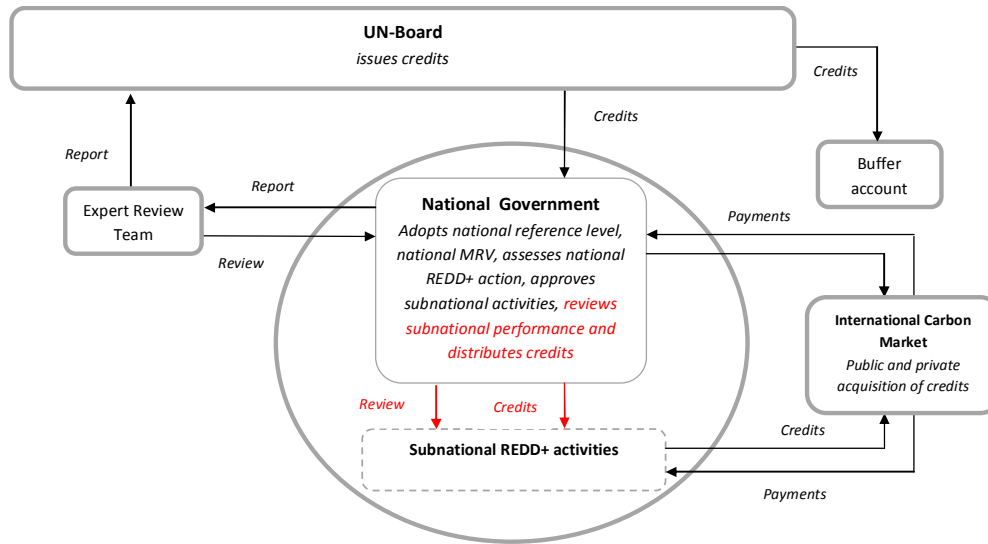 UN-Board
issues credits
Credits
Credits
Report
Buffer
account
Expert Review
Team
Report
Review
National Government
Adopts national reference level,
national MRV, assesses national
REDD+ action, approves
subnational activities, reviews
subnational performance and
distributes credits
Payments
International Carbon
Market
Public and private
acquisition of credits
Review
Credits
Subnational REDD+ activities
Credits
Payments